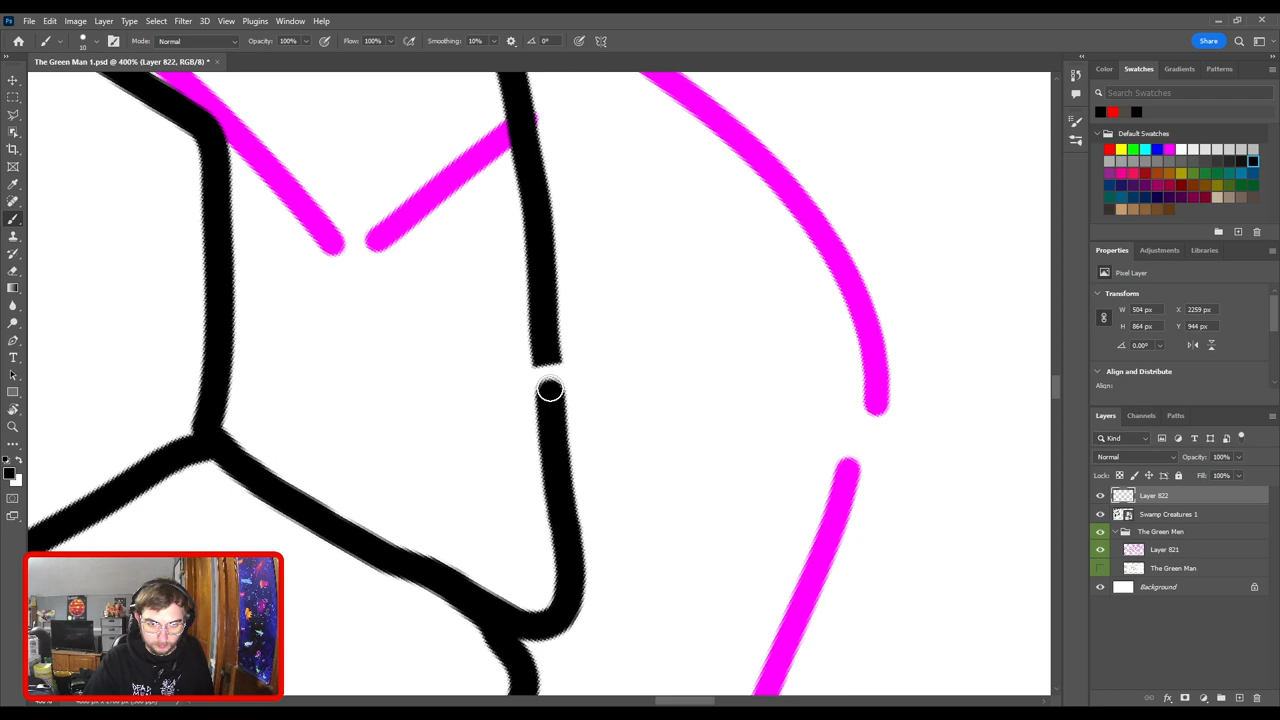 Ps File Edit Image Layer Type Select Filter 3D View Plugins Window Help
10 Mode: Normal Opacity: 100% Flow: 100% Smoothing: 10% 0° Share
The Green Man 1.psd @ 400% (Layer 822, RGB/8) * ×
Color Swatches Gradients Patterns
Search Swatches
Default Swatches
Properties Adjustments Libraries
Pixel Layer
Transform
W 504 px X 2259 px
H 864 px Y 944 px
0.00°
Align and Distribute
Align:
Layers Channels Paths
Kind
Normal Opacity: 100%
Lock: Fill: 100%
Layer 822
Swamp Creatures 1
The Green Men
Layer 821
The Green Man
Background